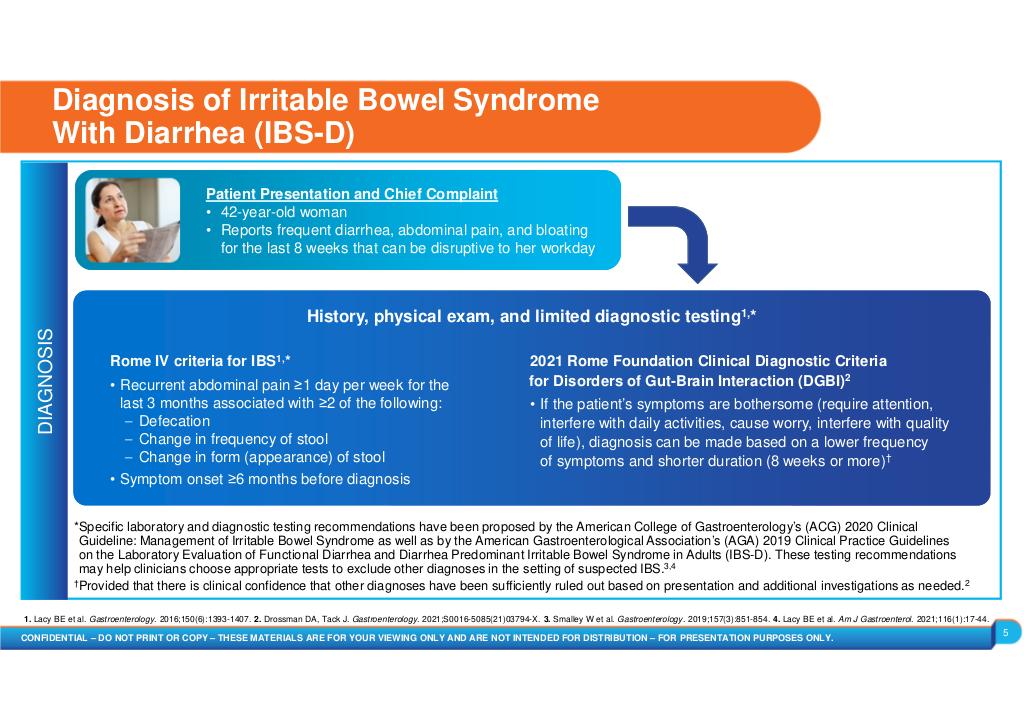 Diagnosis of Irritable Bowel Syndrome
With Diarrhea (IBS-D)
DIAGNOSIS
Patient Presentation and Chief Complaint
• 42-year-old woman
• Reports frequent diarrhea, abdominal pain, and bloating
for the last 8 weeks that can be disruptive to her workday
History, physical exam, and limited diagnostic testing1,*
Rome IV criteria for IBS1,*
• Recurrent abdominal pain ≥1 day per week for the
last 3 months associated with ≥2 of the following:
– Defecation
– Change in frequency of stool
– Change in form (appearance) of stool
• Symptom onset ≥6 months before diagnosis
2021 Rome Foundation Clinical Diagnostic Criteria
for Disorders of Gut-Brain Interaction (DGBI)2
• If the patient's symptoms are bothersome (require attention,
interfere with daily activities, cause worry, interfere with quality
of life), diagnosis can be made based on a lower frequency
of symptoms and shorter duration (8 weeks or more)†
*Specific laboratory and diagnostic testing recommendations have been proposed by the American College of Gastroenterology's (ACG) 2020 Clinical
Guideline: Management of Irritable Bowel Syndrome as well as by the American Gastroenterological Association's (AGA) 2019 Clinical Practice Guidelines
on the Laboratory Evaluation of Functional Diarrhea and Diarrhea Predominant Irritable Bowel Syndrome in Adults (IBS-D). These testing recommendations
may help clinicians choose appropriate tests to exclude other diagnoses in the setting of suspected IBS.3,4
†Provided that there is clinical confidence that other diagnoses have been sufficiently ruled out based on presentation and additional investigations as needed.2
1. Lacy BE et al. Gastroenterology. 2016;150(6):1393-1407. 2. Drossman DA, Tack J. Gastroenterology. 2021;S0016-5085(21)03794-X. 3. Smalley W et al. Gastroenterology. 2019;157(3):851-854. 4. Lacy BE et al. Am J Gastroenterol. 2021;116(1):17-44.
CONFIDENTIAL – DO NOT PRINT OR COPY – THESE MATERIALS ARE FOR YOUR VIEWING ONLY AND ARE NOT INTENDED FOR DISTRIBUTION – FOR PRESENTATION PURPOSES ONLY.
5